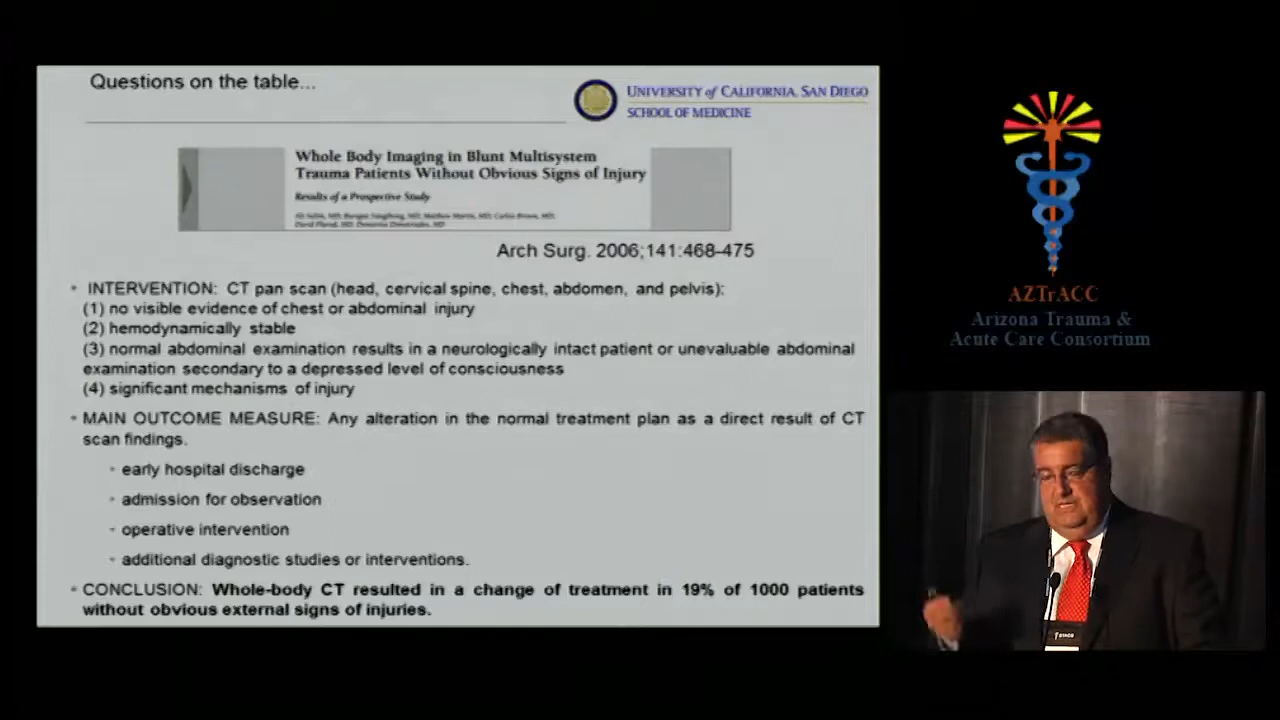 Questions on the table...
UNIVERSITY of CALIFORNIA, SAN DIEGO
SCHOOL OF MEDICINE
Whole Body Imaging in Blunt Multisystem
Trauma Patients Without Obvious Signs of Injury
Results of a Prospective Study
Arch Surg. 2006;141:468-475
• INTERVENTION: CT pan scan (head, cervical spine, chest, abdomen, and pelvis):
(1) no visible evidence of chest or abdominal injury
(2) hemodynamically stable
(3) normal abdominal examination results in a neurologically intact patient or unevaluable abdominal
examination secondary to a depressed level of consciousness
(4) significant mechanisms of injury
• MAIN OUTCOME MEASURE: Any alteration in the normal treatment plan as a direct result of CT
scan findings.
• early hospital discharge
• admission for observation
• operative intervention
• additional diagnostic studies or interventions.
• CONCLUSION: Whole-body CT resulted in a change of treatment in 19% of 1000 patients
without obvious external signs of injuries.
AZTrACC
Arizona Trauma &
Acute Care Consortium